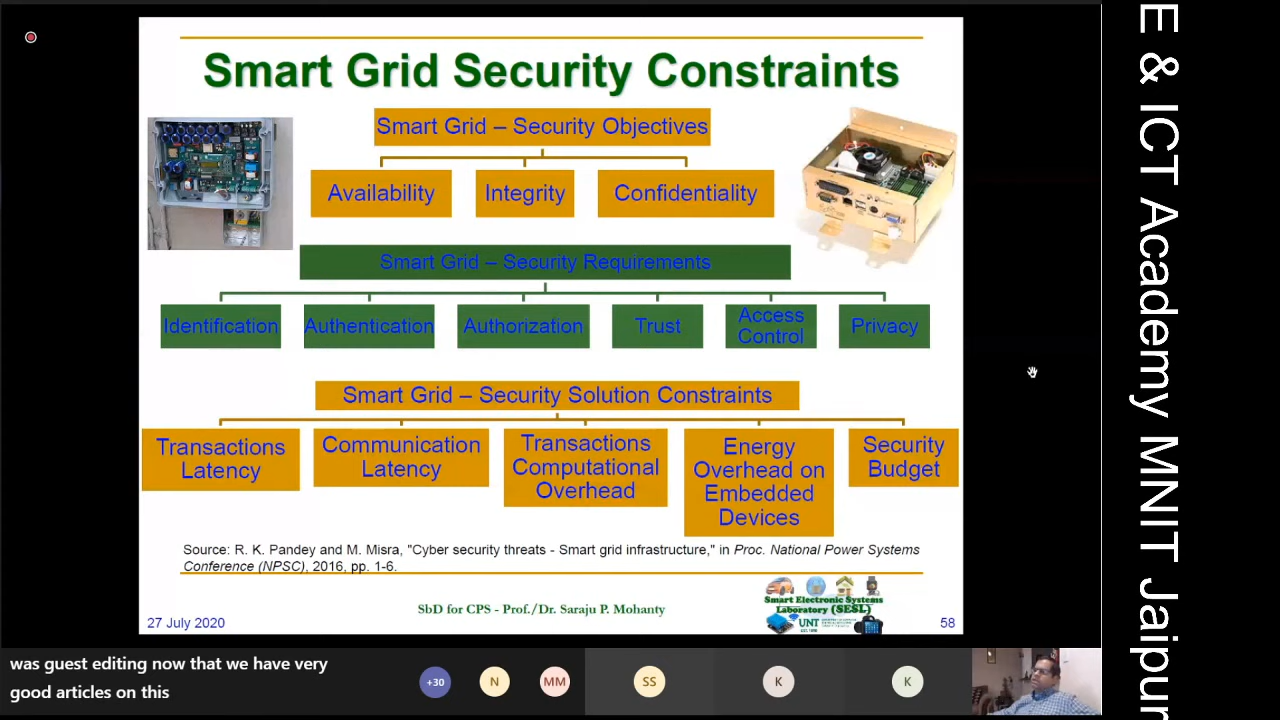 Smart Grid Security Constraints
Smart Grid – Security Objectives
Availability
Integrity
Confidentiality
Smart Grid – Security Requirements
Identification
Authentication
Authorization
Trust
Access
Control
Privacy
Smart Grid – Security Solution Constraints
Transactions
Latency
Communication
Latency
Transactions
Computational
Overhead
Energy
Overhead on
Embedded
Devices
Security
Budget
Source: R. K. Pandey and M. Misra, "Cyber security threats - Smart grid infrastructure," in Proc. National Power Systems
Conference (NPSC), 2016, pp. 1-6.
27 July 2020
SbD for CPS - Prof./Dr. Saraju P. Mohanty
Smart Electronic Systems
Laboratory (SESL)
UNT
58
was guest editing now that we have very
good articles on this
+30
N
MM
SS
K
K
E & ICT Academy MNIT Jaipur